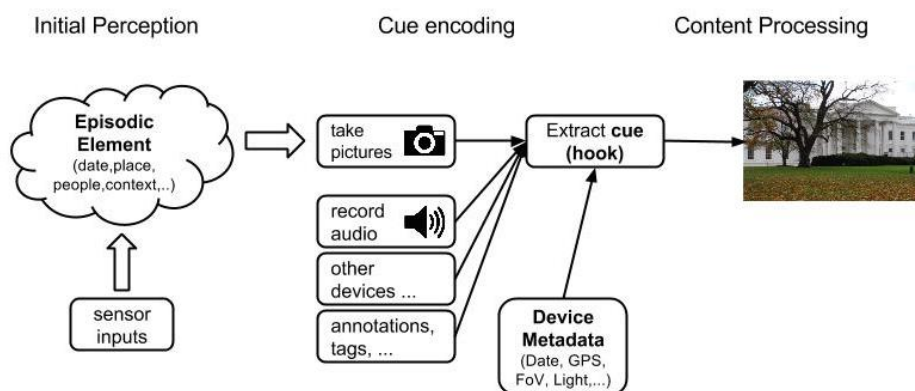 Initial Perception
Cue encoding
Content Processing
Episodic
Element
(date,place,
people,context,..)
sensor
inputs
take
pictures
record
audio
other
devices ...
annotations,
tags, ...
Extract cue
(hook)
Device
Metadata
(Date, GPS,
FoV, Light,...)